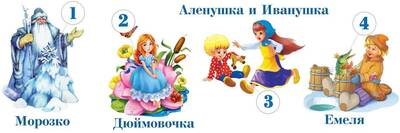 1
Морозко
2
Дюймовочка
Аленушка и Иванушка
3
4
Емеля